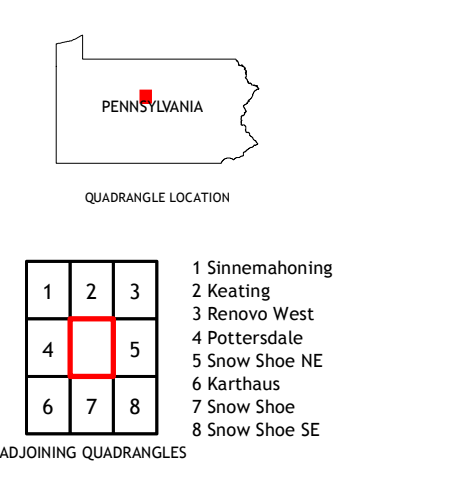 PENNSYLVANIA
QUADRANGLE LOCATION
1 2 3
4 5
6 7 8
1 Sinnemahoning
2 Keating
3 Renovo West
4 Pottersdale
5 Snow Shoe NE
6 Karthaus
7 Snow Shoe
8 Snow Shoe SE
ADJOINING QUADRANGLES